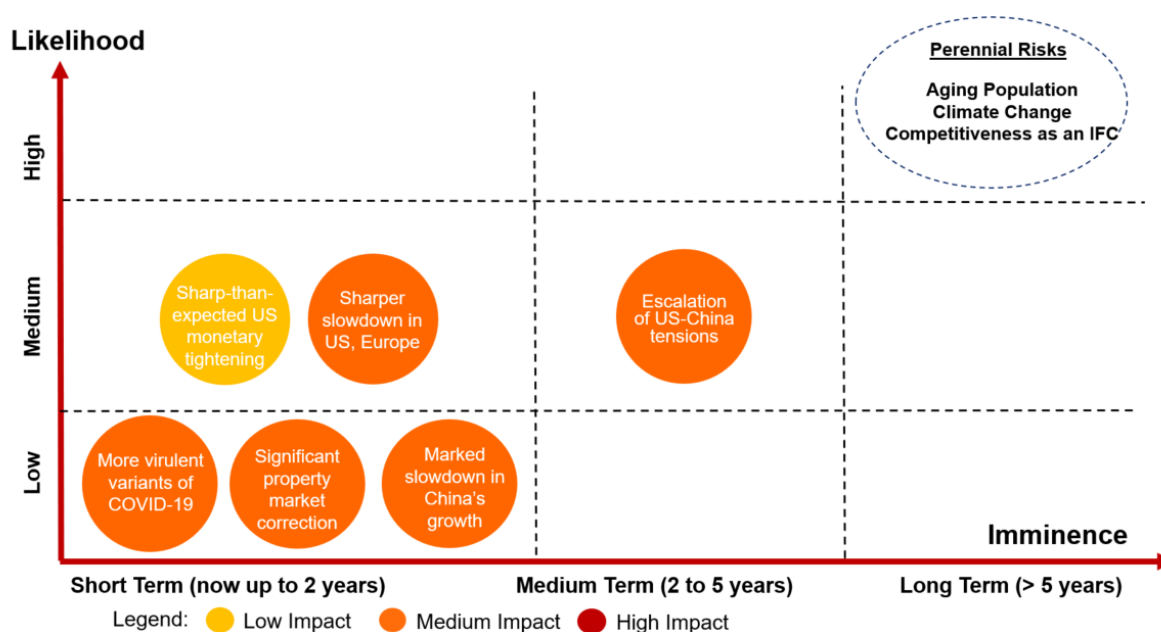 Likelihood
Perennial Risks
Aging Population
Climate Change
Competitiveness as an IFC
High
Medium
Sharp-than-
expected US
monetary
tightening
Sharper
slowdown in
US, Europe
Escalation
of US-China
tensions
Low
More virulent
variants of
COVID-19
Significant
property
market
correction
Marked
slowdown in
China's
growth
Imminence
Short Term (now up to 2 years)
Medium Term (2 to 5 years)
Long Term (> 5 years)
Legend:
Low Impact
Medium Impact
High Impact